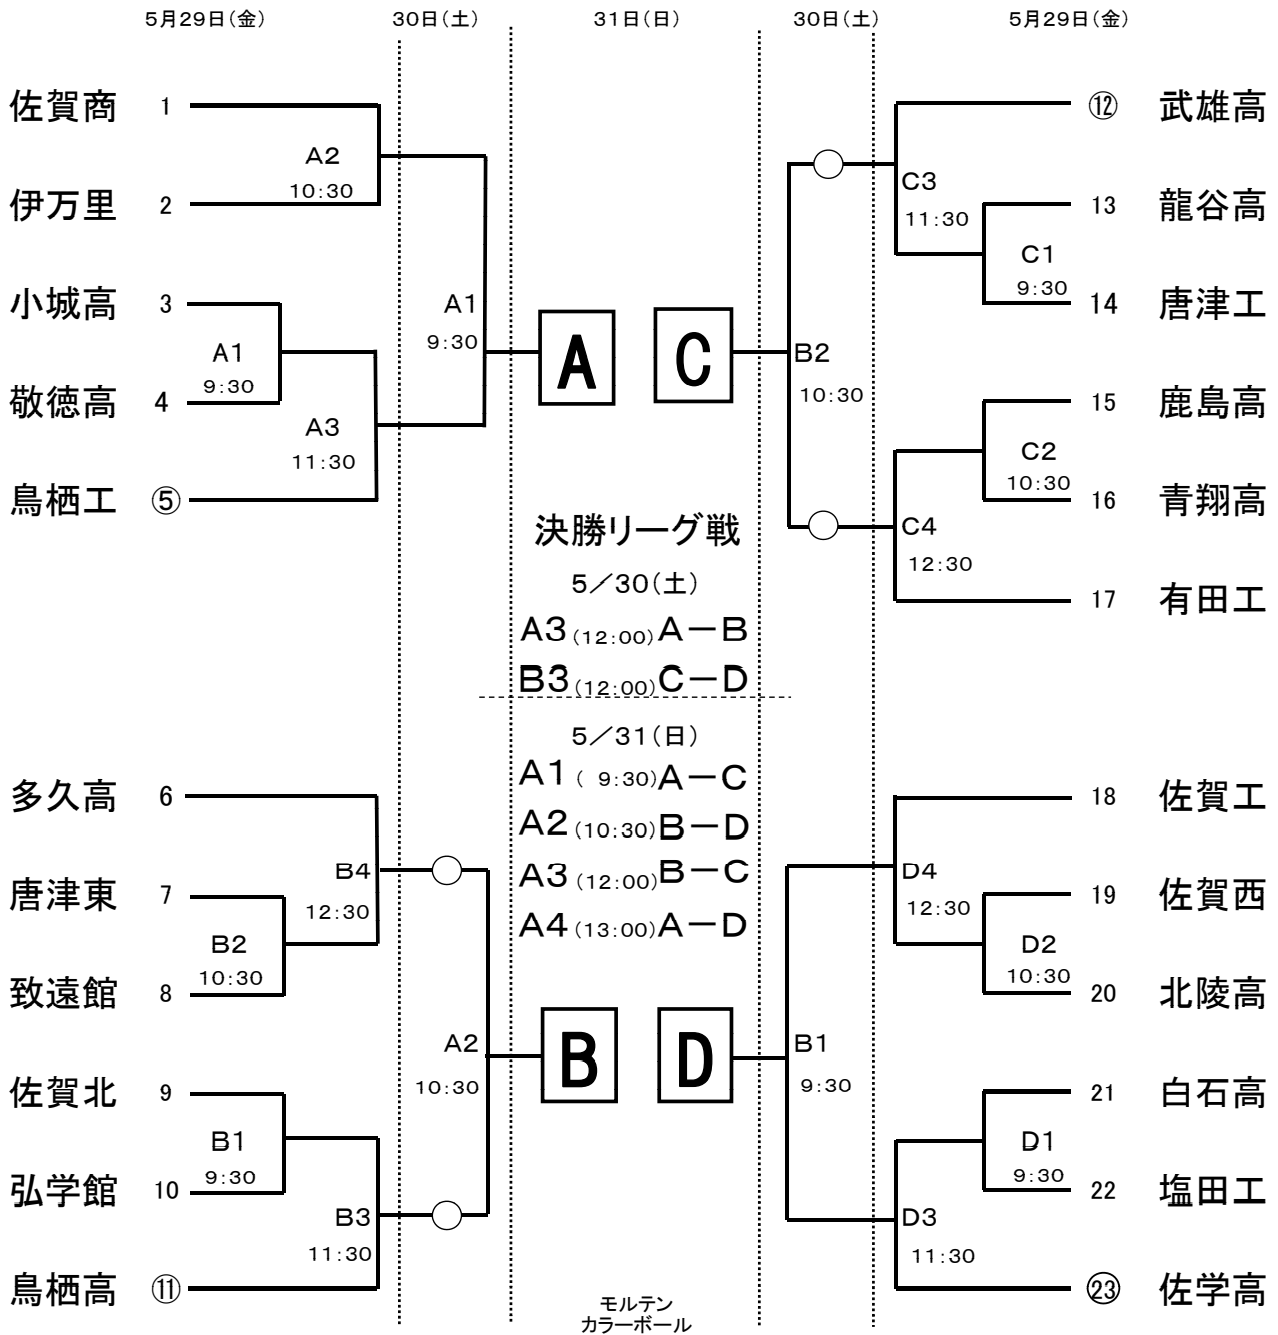 5月29日(金)
30日(土)
31日(日)
30日(土)
5月29日(金)
佐賀商 1
A2
10:30
伊万里 2
小城高 3
A1
9:30
敬徳高 4
A3
11:30
鳥栖工 ⑤
A1
9:30
A
C
⑫ 武雄高
C3
11:30
13 龍谷高
C1
9:30
14 唐津工
B2
10:30
15 鹿島高
C2
10:30
16 青翔高
C4
12:30
17 有田工
決勝リーグ戦
5/30(土)
A3(12:00)A-B
B3(12:00)C-D
5/31(日)
A1( 9:30)A-C
A2(10:30)B-D
A3(12:00)B-C
A4(13:00)A-D
多久高 6
B4
12:30
唐津東 7
B2
10:30
致遠館 8
A2
10:30
佐賀北 9
B1
9:30
弘学館 10
B3
11:30
鳥栖高 ⑪
B
D
18 佐賀工
D4
12:30
19 佐賀西
D2
10:30
20 北陵高
B1
9:30
21 白石高
D1
9:30
22 塩田工
D3
11:30
㉓ 佐学高
モルテン
カラーボール